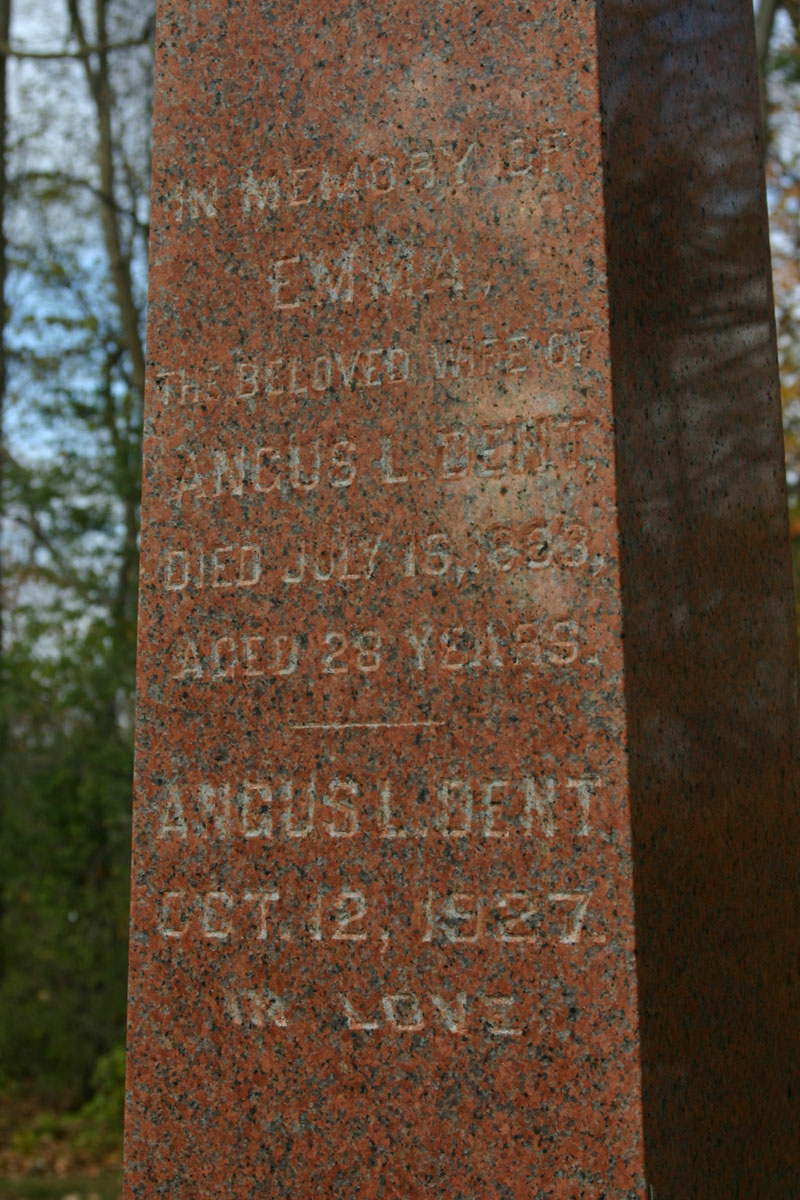 IN MEMORY OF
EMMA,
THE BELOVED WIFE OF
ANGUS L. DENT,
DIED JULY
AGED 28 YEARS.
ANGUS L. DENT
OCT. 12, 1927.
IN LOVE